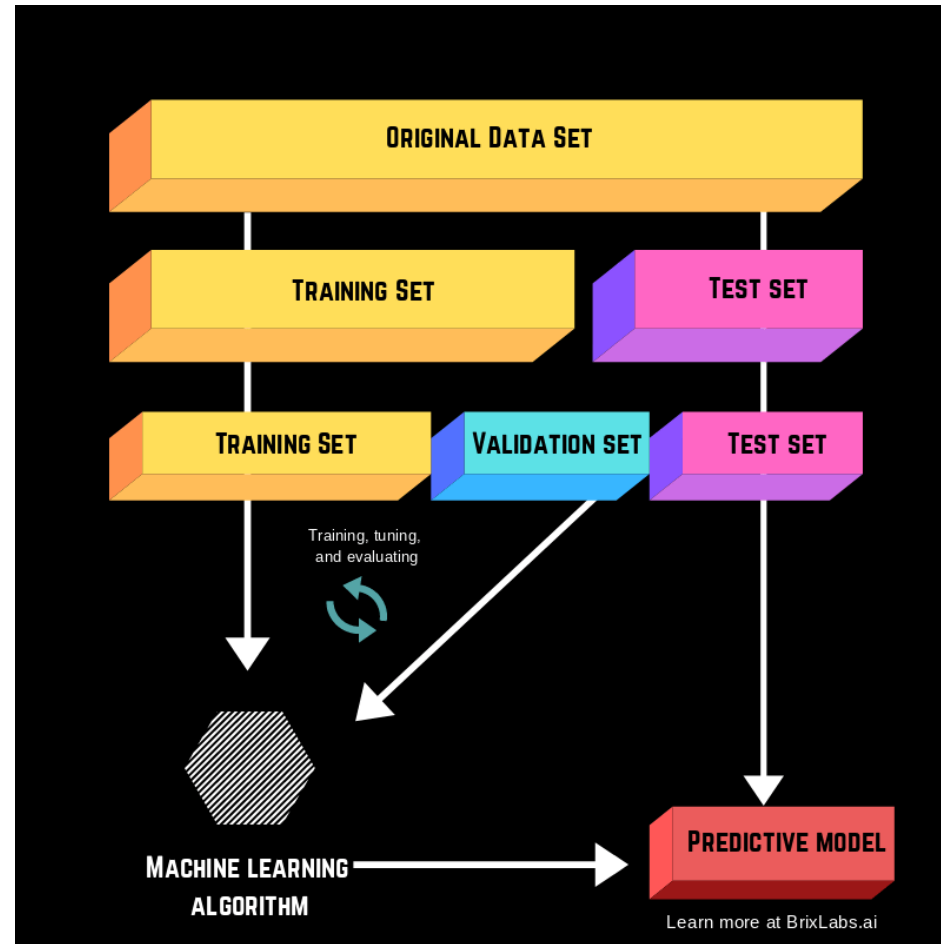 Original Data Set
Training Set
Test set
Training Set
Validation set
Test set
Training, tuning,
and evaluating
Predictive model
Machine learning
algorithm
Learn more at BrixLabs.ai